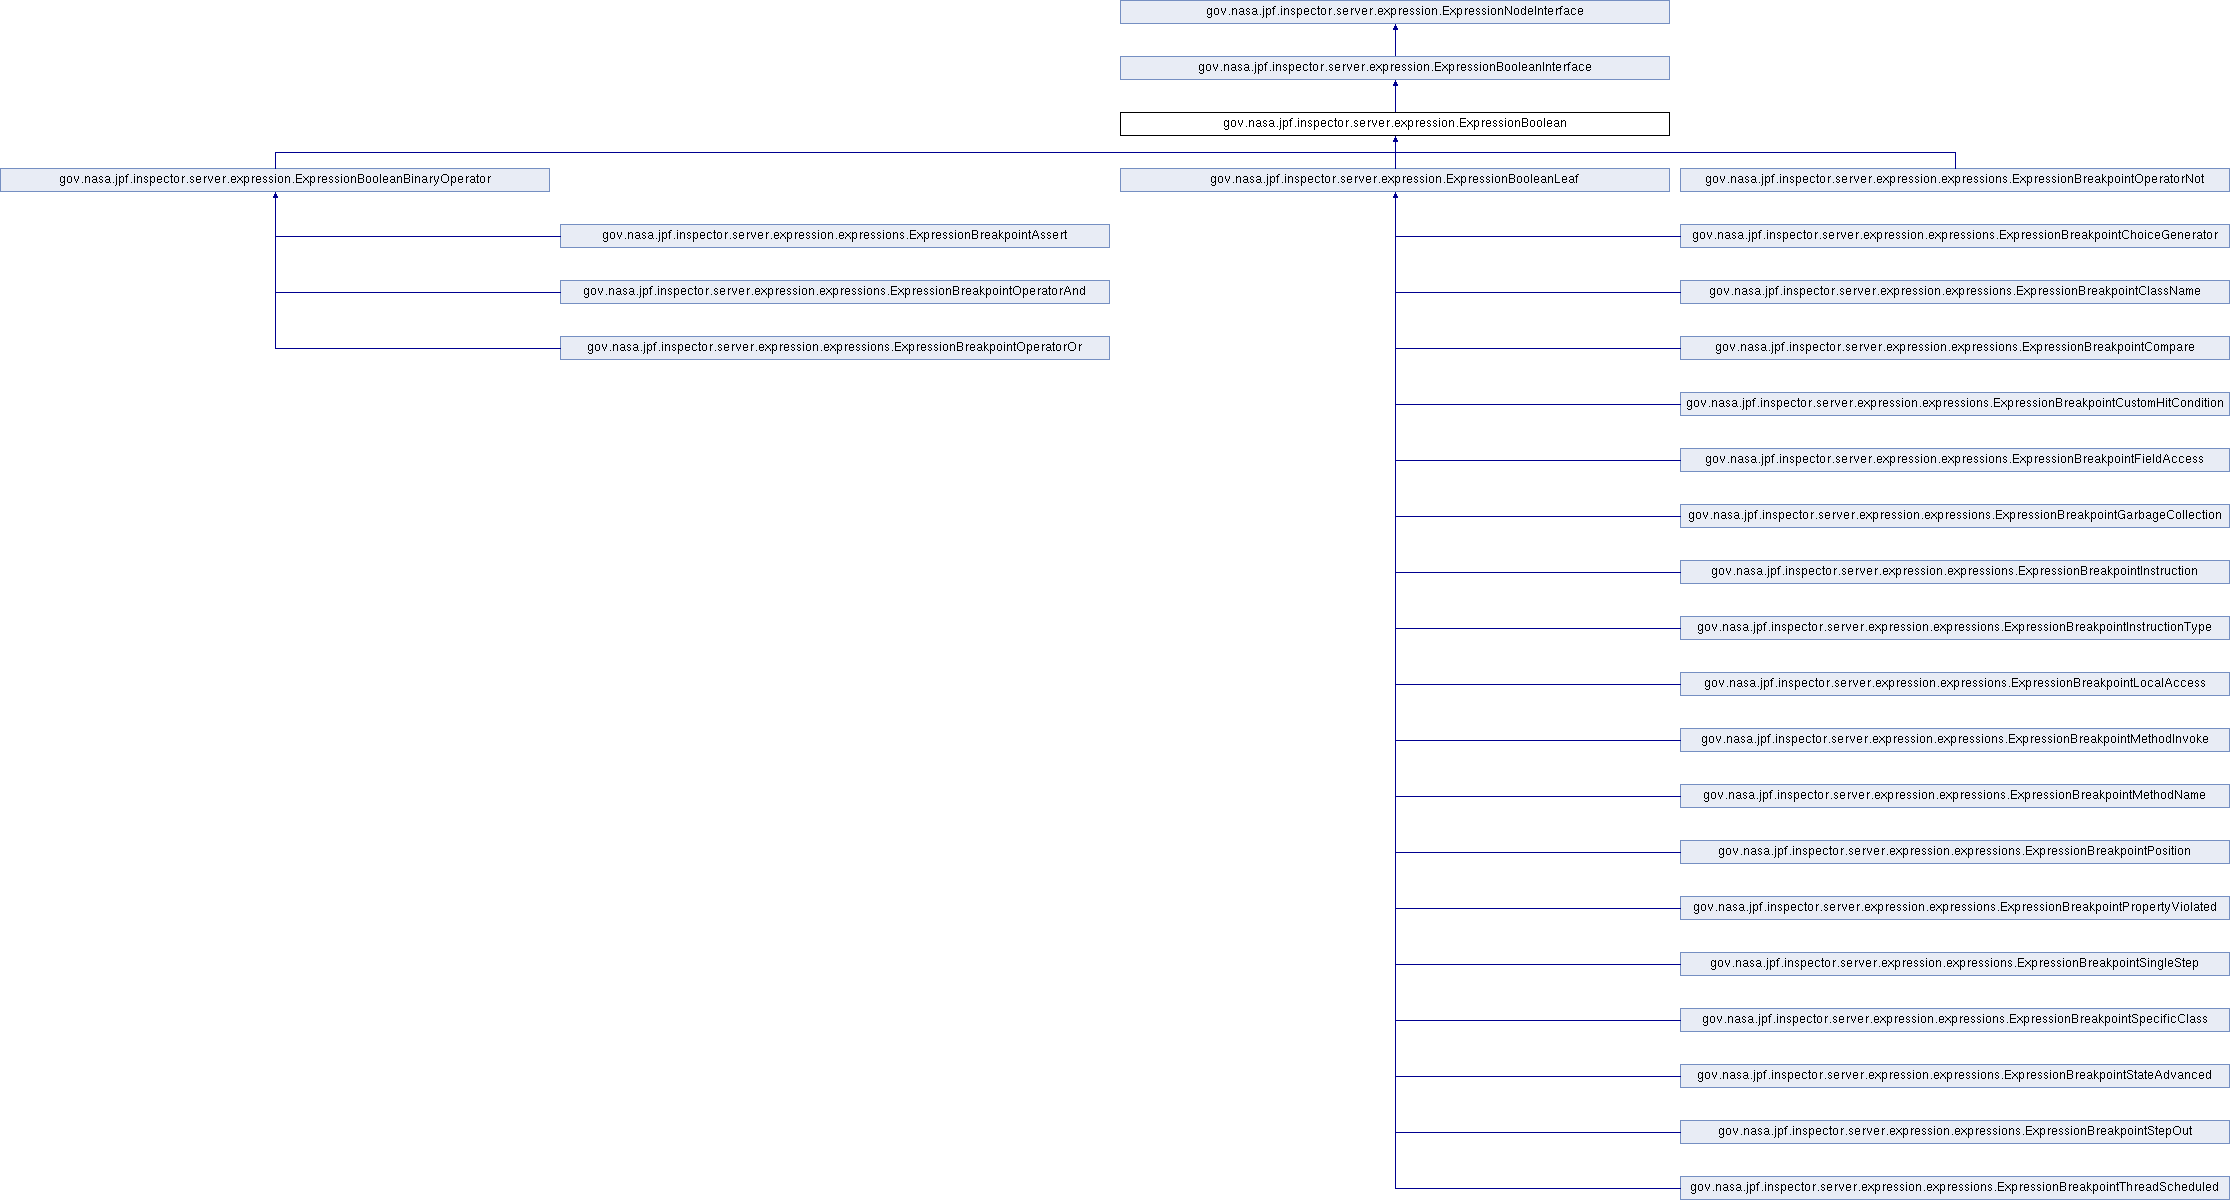 gov.nasa.jpf.inspector.server.expression.ExpressionNodeInterface
gov.nasa.jpf.inspector.server.expression.ExpressionBooleanInterface
gov.nasa.jpf.inspector.server.expression.ExpressionBoolean
gov.nasa.jpf.inspector.server.expression.ExpressionBooleanBinaryOperator
gov.nasa.jpf.inspector.server.expression.ExpressionBooleanLeaf
gov.nasa.jpf.inspector.server.expression.expressions.ExpressionBreakpointOperatorNot
gov.nasa.jpf.inspector.server.expression.expressions.ExpressionBreakpointAssert
gov.nasa.jpf.inspector.server.expression.expressions.ExpressionBreakpointChoiceGenerator
gov.nasa.jpf.inspector.server.expression.expressions.ExpressionBreakpointOperatorAnd
gov.nasa.jpf.inspector.server.expression.expressions.ExpressionBreakpointClassName
gov.nasa.jpf.inspector.server.expression.expressions.ExpressionBreakpointOperatorOr
gov.nasa.jpf.inspector.server.expression.expressions.ExpressionBreakpointCompare
gov.nasa.jpf.inspector.server.expression.expressions.ExpressionBreakpointCustomHitCondition
gov.nasa.jpf.inspector.server.expression.expressions.ExpressionBreakpointFieldAccess
gov.nasa.jpf.inspector.server.expression.expressions.ExpressionBreakpointGarbageCollection
gov.nasa.jpf.inspector.server.expression.expressions.ExpressionBreakpointInstruction
gov.nasa.jpf.inspector.server.expression.expressions.ExpressionBreakpointInstructionType
gov.nasa.jpf.inspector.server.expression.expressions.ExpressionBreakpointLocalAccess
gov.nasa.jpf.inspector.server.expression.expressions.ExpressionBreakpointMethodInvoke
gov.nasa.jpf.inspector.server.expression.expressions.ExpressionBreakpointMethodName
gov.nasa.jpf.inspector.server.expression.expressions.ExpressionBreakpointPosition
gov.nasa.jpf.inspector.server.expression.expressions.ExpressionBreakpointPropertyViolated
gov.nasa.jpf.inspector.server.expression.expressions.ExpressionBreakpointSingleStep
gov.nasa.jpf.inspector.server.expression.expressions.ExpressionBreakpointSpecificClass
gov.nasa.jpf.inspector.server.expression.expressions.ExpressionBreakpointStateAdvanced
gov.nasa.jpf.inspector.server.expression.expressions.ExpressionBreakpointStepOut
gov.nasa.jpf.inspector.server.expression.expressions.ExpressionBreakpointThreadScheduled